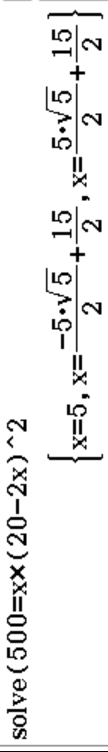 solve(500=x×(20-2x)^2
{x=5, x=(-5·√5)/2+15/2, x=(5·√5)/2+15/2}